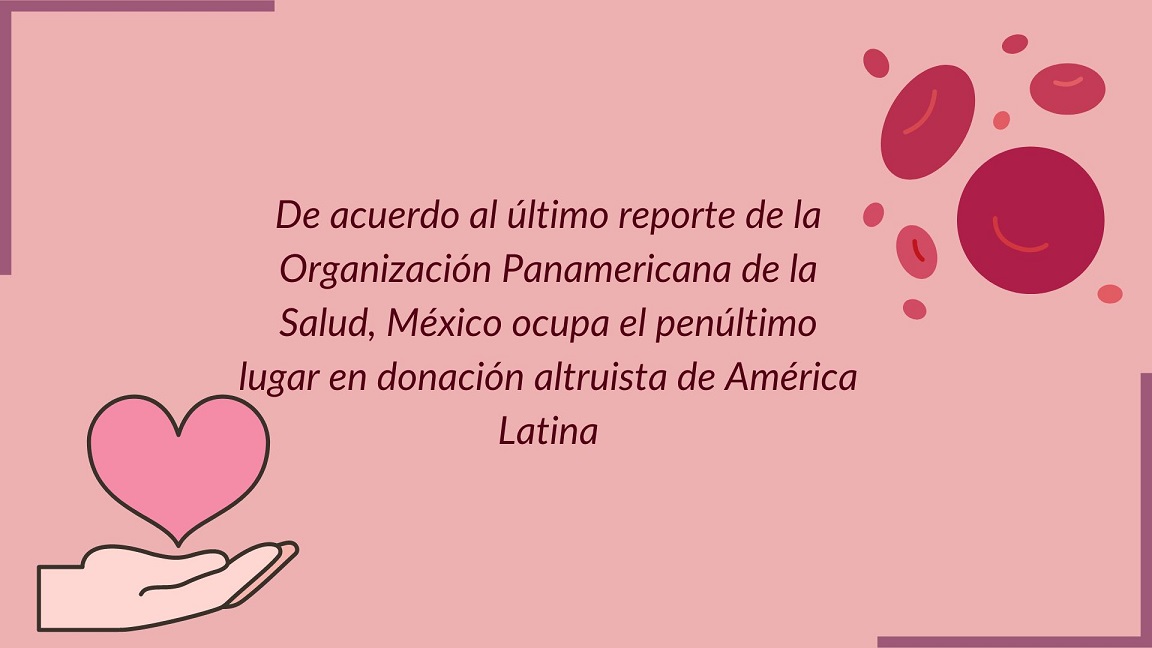 De acuerdo al último reporte de la
Organización Panamericana de la
Salud, México ocupa el penúltimo
lugar en donación altruista de América
Latina